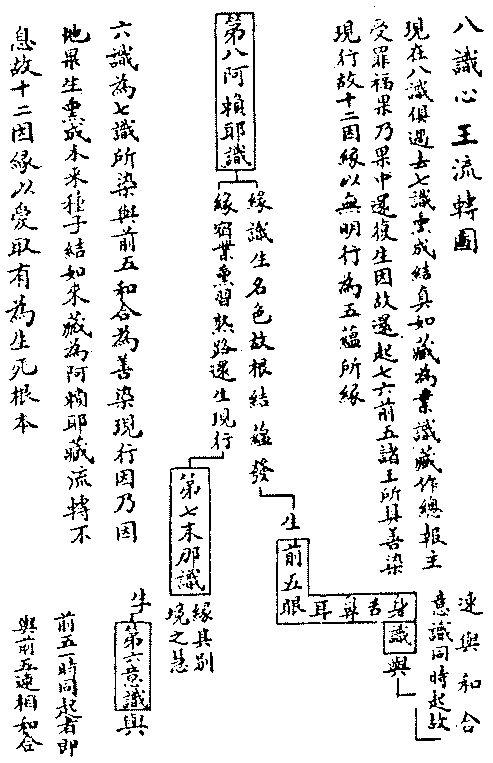 八識心王流轉圖
現在八識俱遇去七識熏成結真如藏為業識藏作總報主
受罪福果乃果中還復生因故還起七六前五諸王所具善染
現行故十二因緣以無明行為五蘊所緣
第八阿賴耶識
緣識生名色故根結蘊發
生
前五眼
耳鼻舌身
識
與
意識同時起故
速與和合
緣宿業熏習熟路還生現行
第七末那識
緣其別
境之慧
生
第六意識
與
前五一時同起者即
與前五速相和合
六識為七識所染與前五和合為善染現行因乃因
地果生熏成本来種子結如来藏為阿賴耶藏流轉不
息故十二因緣以愛取有為生死根本